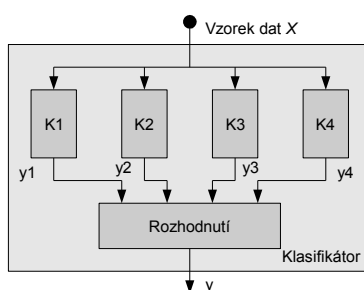 Vzorek dat X
K1 K2 K3 K4
y1 y2 y3 y4
Rozhodnutí
Klasifikátor
y